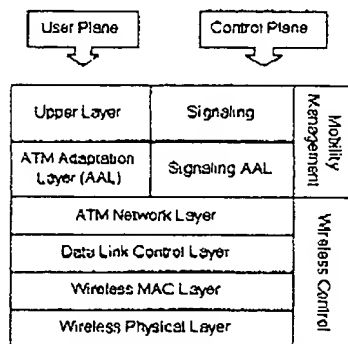 User Plane
Control Plane
Upper Layer
Signaling
Mobility
Management
ATM Adaptation
Layer (AAL)
Signaling AAL
ATM Network Layer
Data Link Control Layer
Wireless MAC Layer
Wireless Physical Layer
Wireless Control